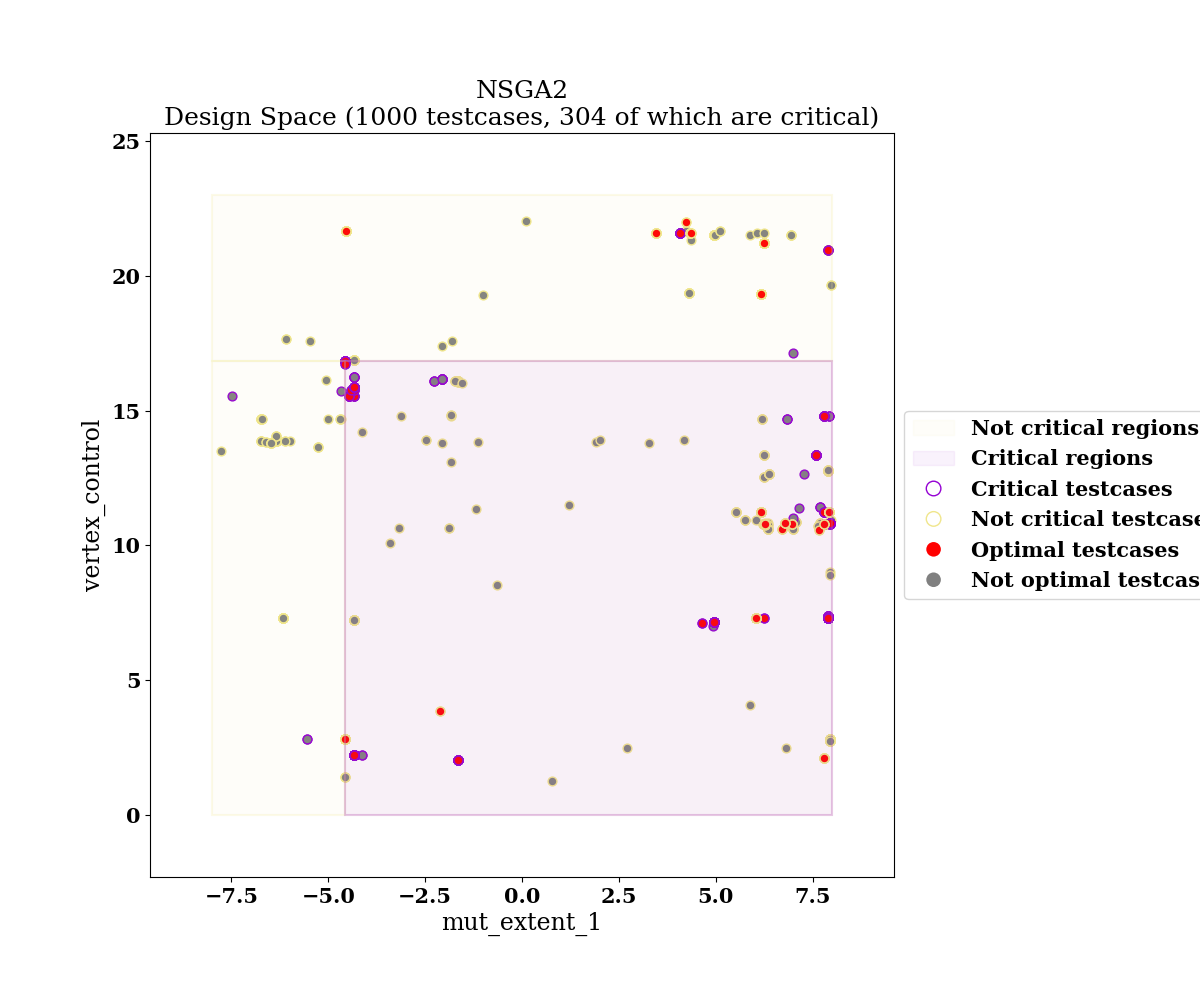 NSGA2
Design Space (1000 testcases, 304 of which are critical)
25
20
15
10
5
0
vertex_control
−7.5
−5.0
−2.5
0.0
2.5
5.0
7.5
mut_extent_1
Not critical regions
Critical regions
Critical testcases
Not critical testcase
Optimal testcases
Not optimal testcas